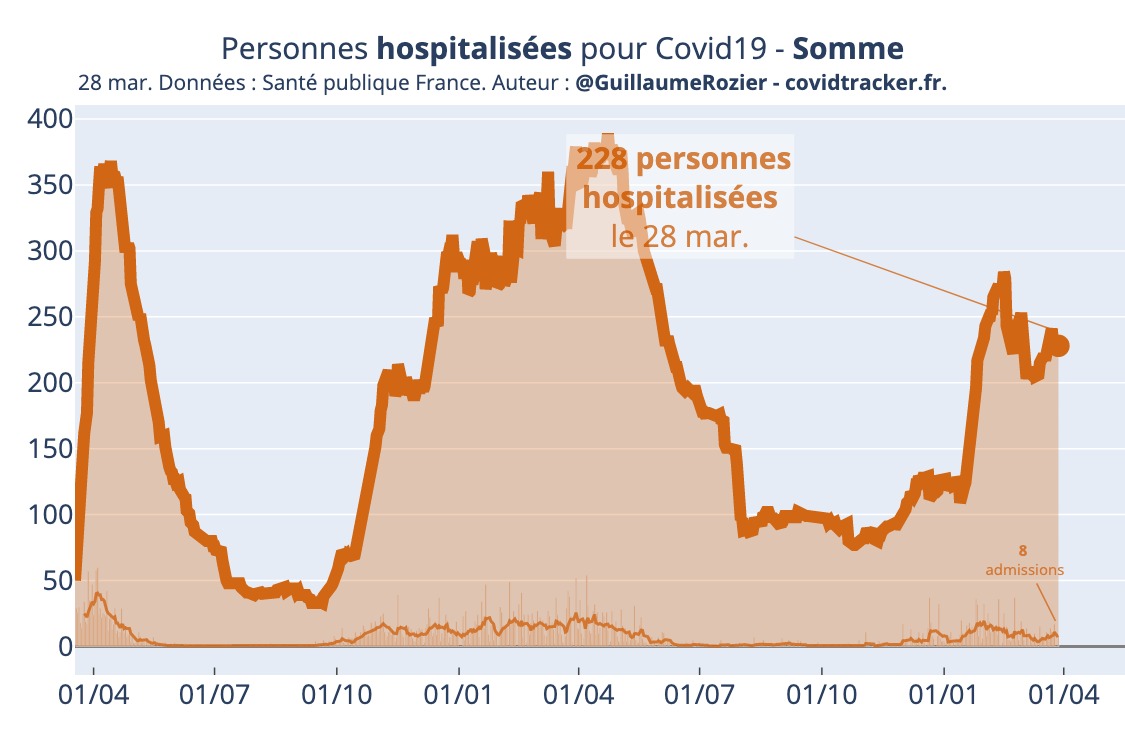 Personnes hospitalisées pour Covid19 - Somme
28 mar. Données : Santé publique France. Auteur : @GuillaumeRozier - covidtracker.fr.
400
350
300
250
200
150
100
50
0
228 personnes
hospitalisées
le 28 mar.
8
admissions
01/04 01/07 01/10 01/01 01/04 01/07 01/10 01/01 01/04